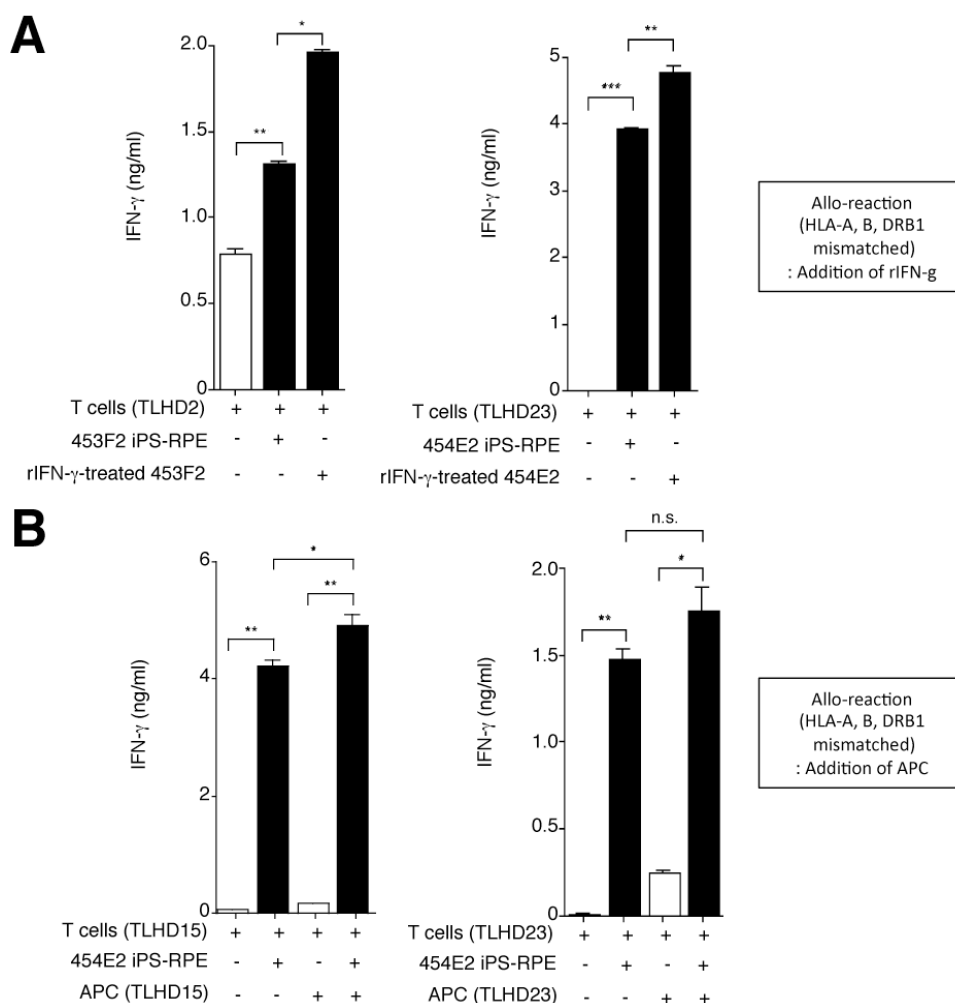 A
*
**
2.0
1.5
1.0
0.5
0
IFN-γ (ng/ml)
T cells (TLHD2) + + +
453F2 iPS-RPE - + -
rIFN-γ-treated 453F2 - - +
**
***
5
4
3
2
1
0
IFN-γ (ng/ml)
T cells (TLHD23) + + +
454E2 iPS-RPE - + -
rIFN-γ-treated 454E2 - - +
Allo-reaction
(HLA-A, B, DRB1
mismatched)
: Addition of rIFN-g
B
*
**
**
6
4
2
0
IFN-γ (ng/ml)
T cells (TLHD15) + + + +
454E2 iPS-RPE - + - +
APC (TLHD15) - - + +
n.s.
*
**
2.0
1.5
1.0
0.5
0
IFN-γ (ng/ml)
T cells (TLHD23) + + + +
454E2 iPS-RPE - + - +
APC (TLHD23) - - + +
Allo-reaction
(HLA-A, B, DRB1
mismatched)
: Addition of APC